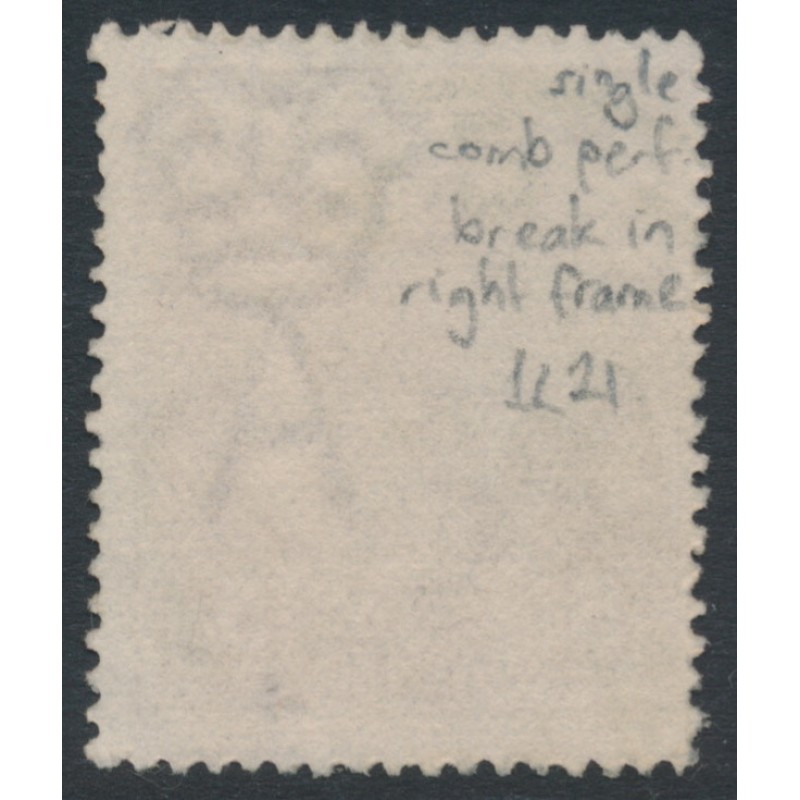 single
comb perf.
break in
right frame
1L21